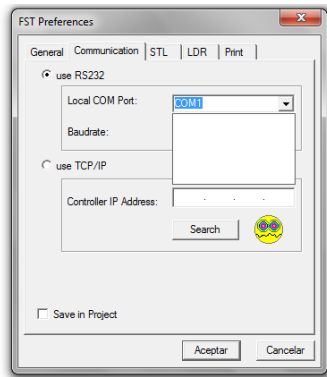 FST Preferences
General Communication STL LDR Print
use RS232
Local COM Port: COM1
Baudrate:
use TCP/IP
Controller IP Address: . . .
Search
Save in Project
Aceptar Cancelar